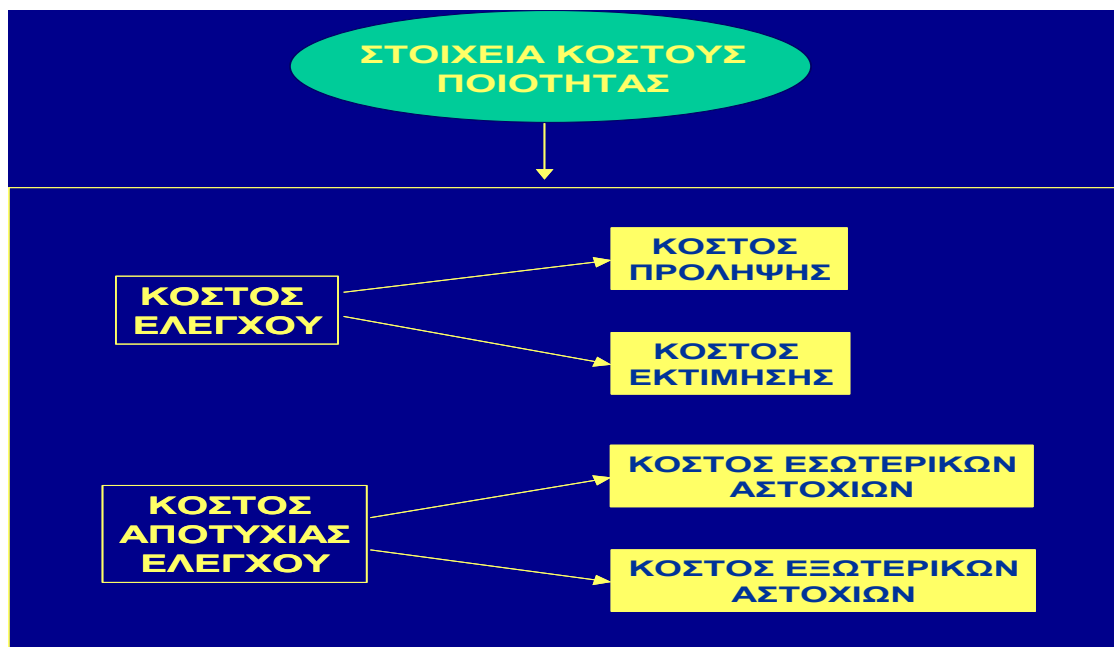 ΣΤΟΙΧΕΙΑ ΚΟΣΤΟΥΣ
ΠΟΙΟΤΗΤΑΣ
ΚΟΣΤΟΣ
ΕΛΕΓΧΟΥ
ΚΟΣΤΟΣ
ΠΡΟΛΗΨΗΣ
ΚΟΣΤΟΣ
ΕΚΤΙΜΗΣΗΣ
ΚΟΣΤΟΣ
ΑΠΟΤΥΧΙΑΣ
ΕΛΕΓΧΟΥ
ΚΟΣΤΟΣ ΕΣΩΤΕΡΙΚΩΝ
ΑΣΤΟΧΙΩΝ
ΚΟΣΤΟΣ ΕΞΩΤΕΡΙΚΩΝ
ΑΣΤΟΧΙΩΝ